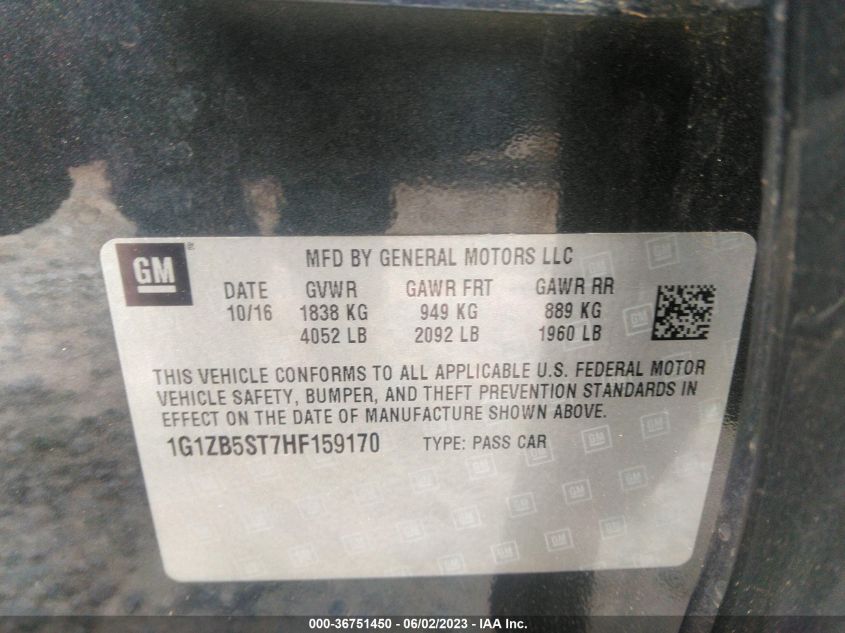 GM
MFD BY GENERAL MOTORS LLC
DATE GVWR GAWR FRT GAWR RR
10/16 1838 KG 949 KG 889 KG
4052 LB 2092 LB 1960 LB
THIS VEHICLE CONFORMS TO ALL APPLICABLE U.S. FEDERAL MOTOR
VEHICLE SAFETY, BUMPER, AND THEFT PREVENTION STANDARDS IN
EFFECT ON THE DATE OF MANUFACTURE SHOWN ABOVE.
1G1ZB5ST7HF159170 TYPE: PASS CAR
000-36751450 - 06/02/2023 - IAA Inc.